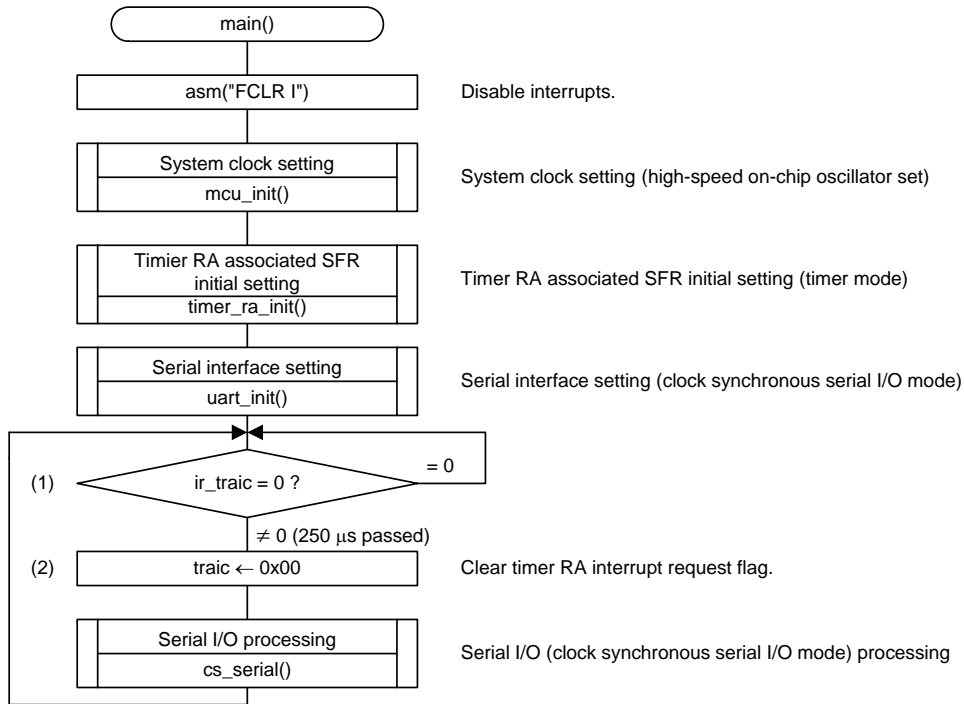 main()
asm("FCLR I")
Disable interrupts.
System clock setting
mcu_init()
System clock setting (high-speed on-chip oscillator set)
Timier RA associated SFR
initial setting
timer_ra_init()
Timer RA associated SFR initial setting (timer mode)
Serial interface setting
uart_init()
Serial interface setting (clock synchronous serial I/O mode)
(1)
ir_traic = 0 ?
= 0
≠ 0 (250 μs passed)
(2)
traic ← 0x00
Clear timer RA interrupt request flag.
Serial I/O processing
cs_serial()
Serial I/O (clock synchronous serial I/O mode) processing